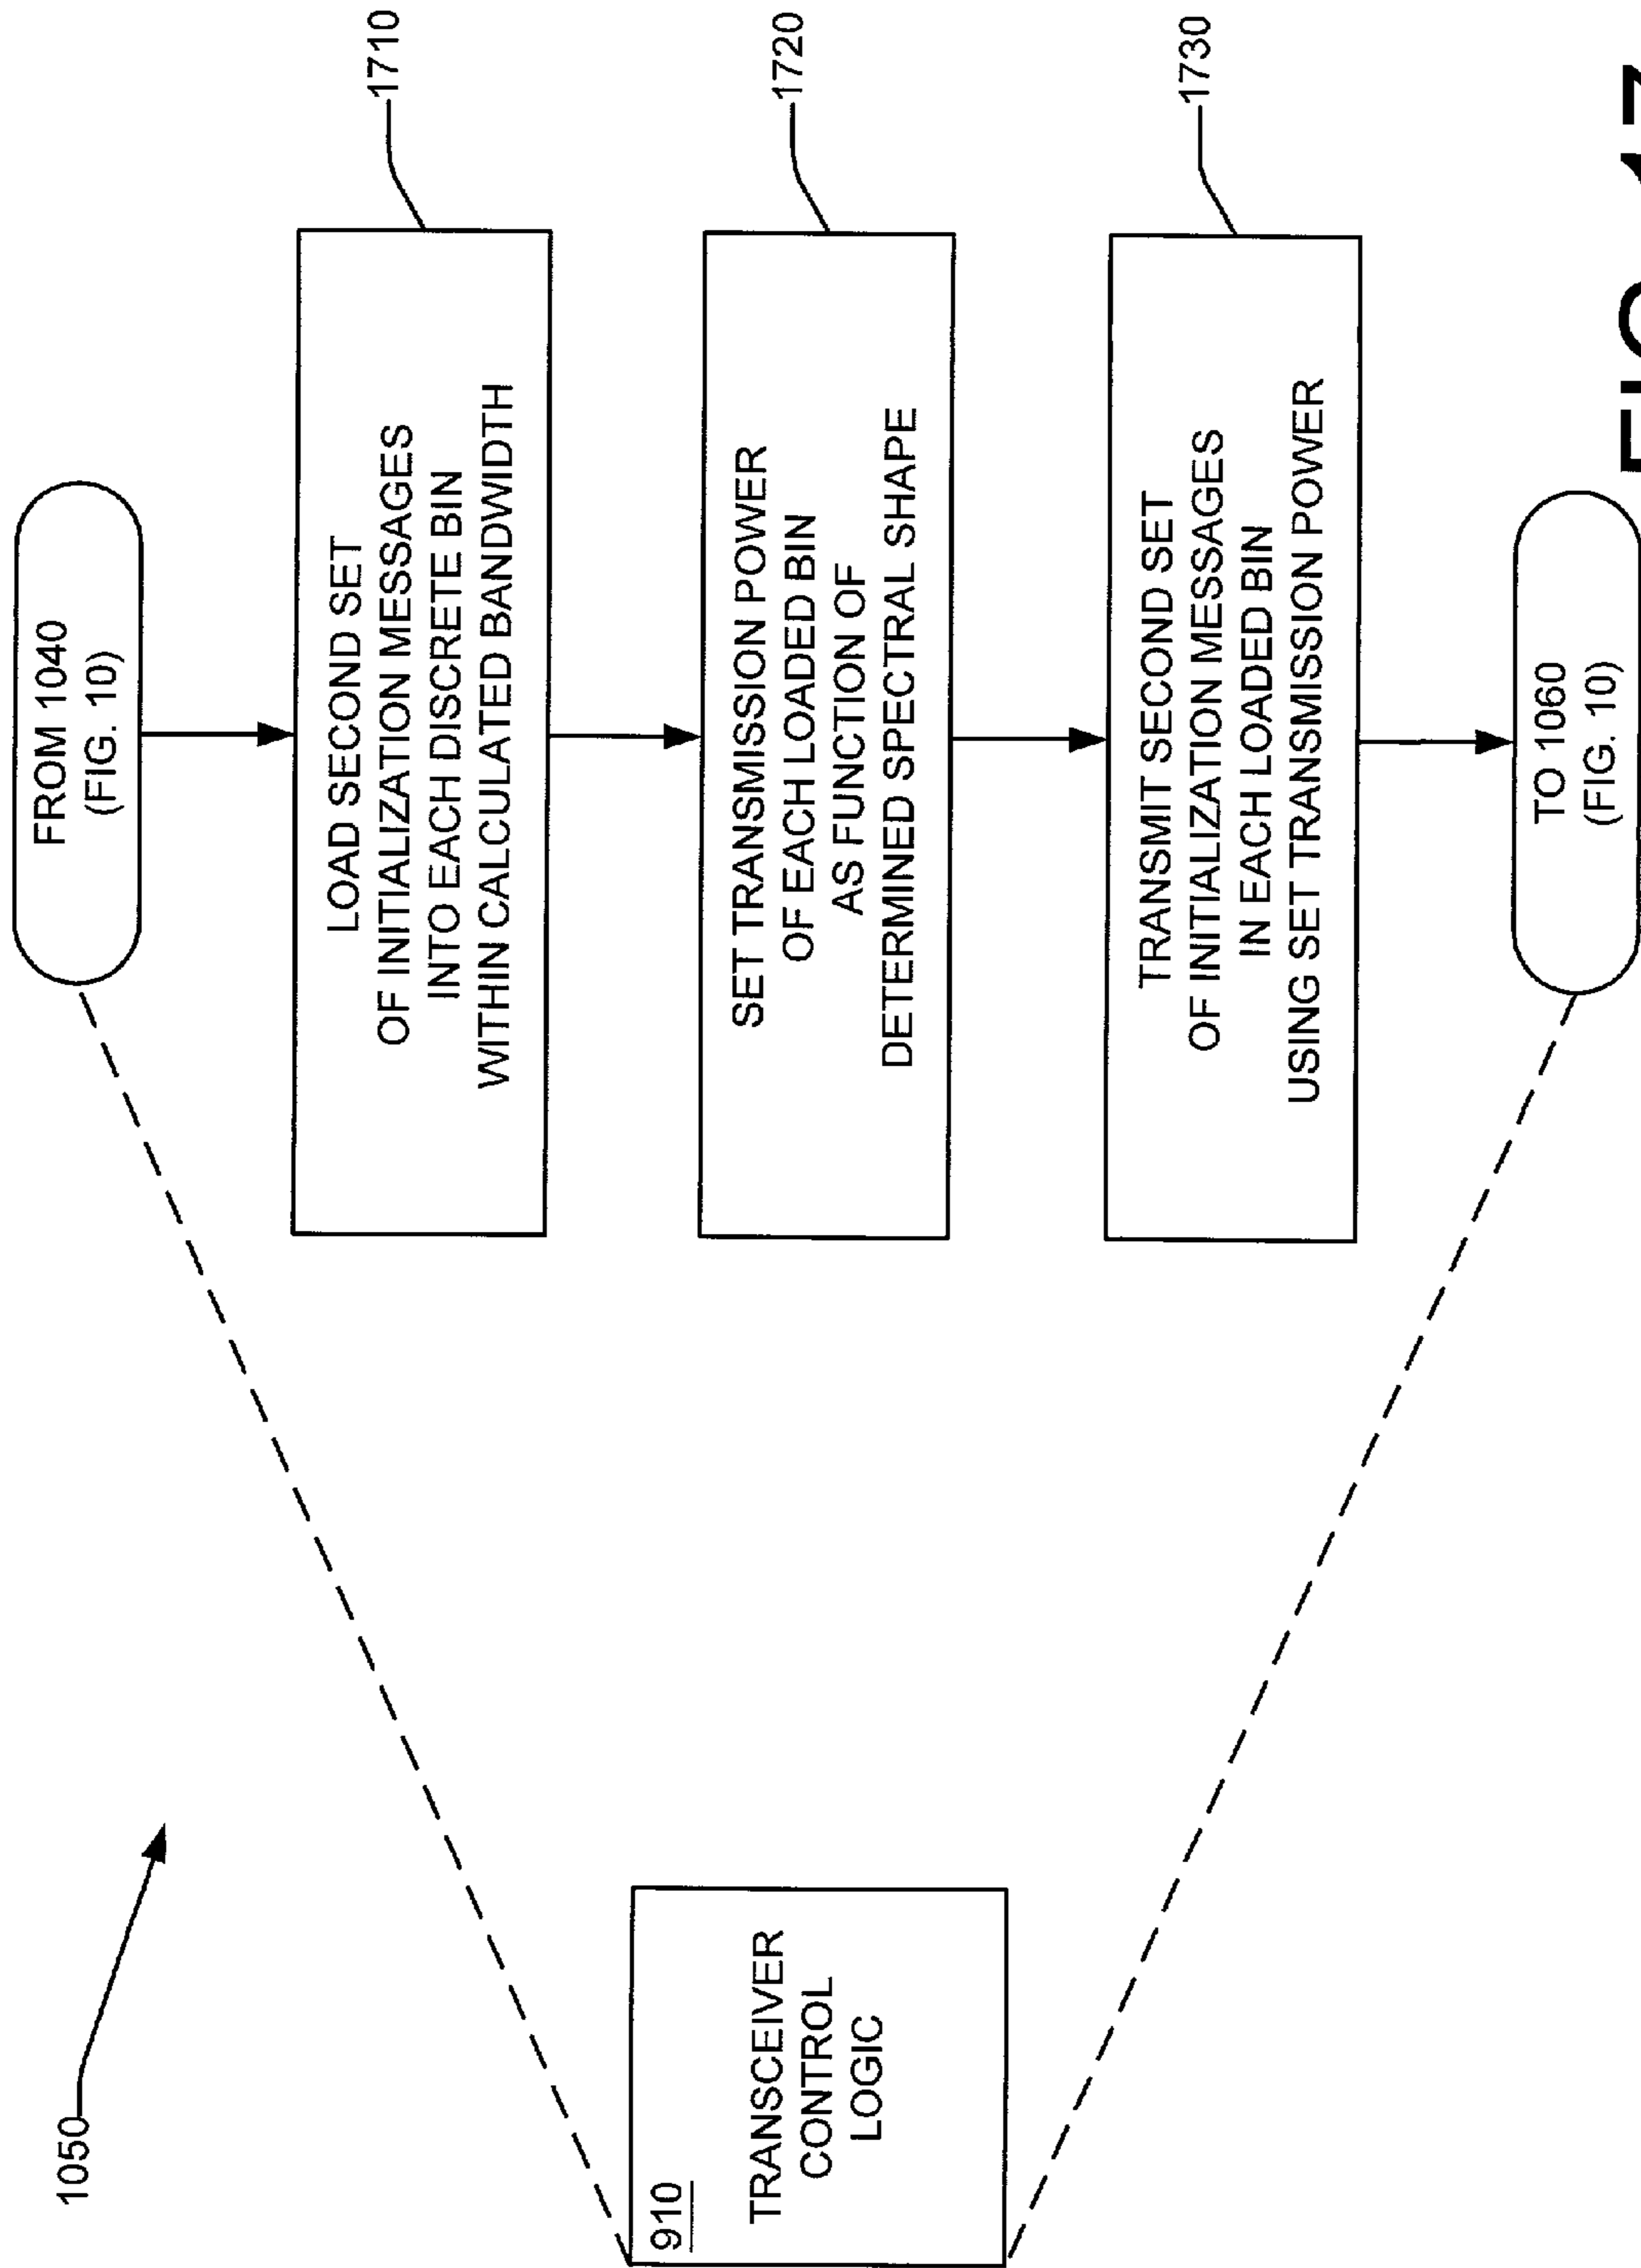 1050
FROM 1040
(FIG. 10)
LOAD SECOND SET
OF INITIALIZATION MESSAGES
INTO EACH DISCRETE BIN
WITHIN CALCULATED BANDWIDTH
1710
SET TRANSMISSION POWER
OF EACH LOADED BIN
AS FUNCTION OF
DETERMINED SPECTRAL SHAPE
1720
910
TRANSCEIVER
CONTROL
LOGIC
TRANSMIT SECOND SET
OF INITIALIZATION MESSAGES
IN EACH LOADED BIN
USING SET TRANSMISSION POWER
1730
TO 1060
(FIG. 10)